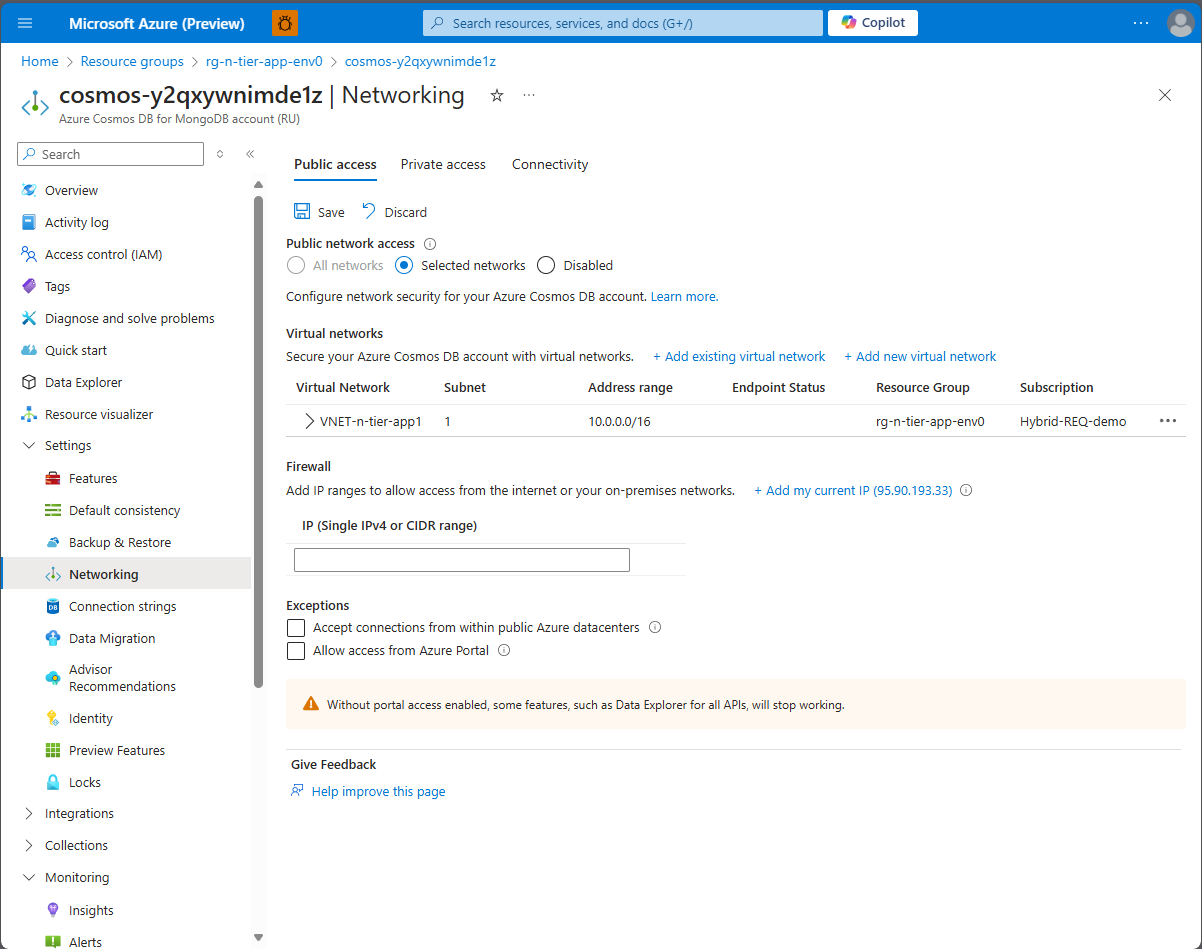 Microsoft Azure (Preview)
Search resources, services, and docs (G+/)
Copilot
Home > Resource groups > rg-n-tier-app-env0 > cosmos-y2qxywnimde1z
cosmos-y2qxywnimde1z | Networking
Azure Cosmos DB for MongoDB account (RU)
Search
Overview
Activity log
Access control (IAM)
Tags
Diagnose and solve problems
Quick start
Data Explorer
Resource visualizer
Settings
Features
Default consistency
Backup & Restore
Networking
Connection strings
Data Migration
Advisor
Recommendations
Identity
Preview Features
Locks
Integrations
Collections
Monitoring
Insights
Alerts
Public access Private access Connectivity
Save Discard
Public network access
All networks Selected networks Disabled
Configure network security for your Azure Cosmos DB account. Learn more.
Virtual networks
Secure your Azure Cosmos DB account with virtual networks. + Add existing virtual network + Add new virtual network
Virtual Network Subnet Address range Endpoint Status Resource Group Subscription
VNET-n-tier-app1 1 10.0.0.0/16 rg-n-tier-app-env0 Hybrid-REQ-demo
Firewall
Add IP ranges to allow access from the internet or your on-premises networks. + Add my current IP (95.90.193.33)
IP (Single IPv4 or CIDR range)
Exceptions
Accept connections from within public Azure datacenters
Allow access from Azure Portal
Without portal access enabled, some features, such as Data Explorer for all APIs, will stop working.
Give Feedback
Help improve this page